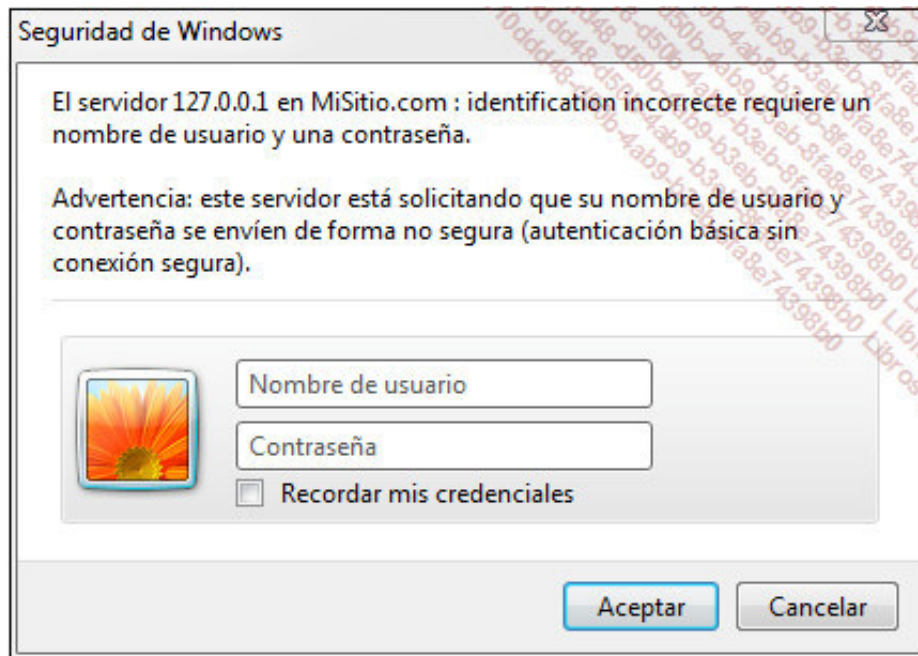 Seguridad de Windows
El servidor 127.0.0.1 en MiSitio.com : identification incorrecte requiere un
nombre de usuario y una contraseña.
Advertencia: este servidor está solicitando que su nombre de usuario y
contraseña se envíen de forma no segura (autenticación básica sin
conexión segura).
Nombre de usuario
Contraseña
Recordar mis credenciales
Aceptar
Cancelar